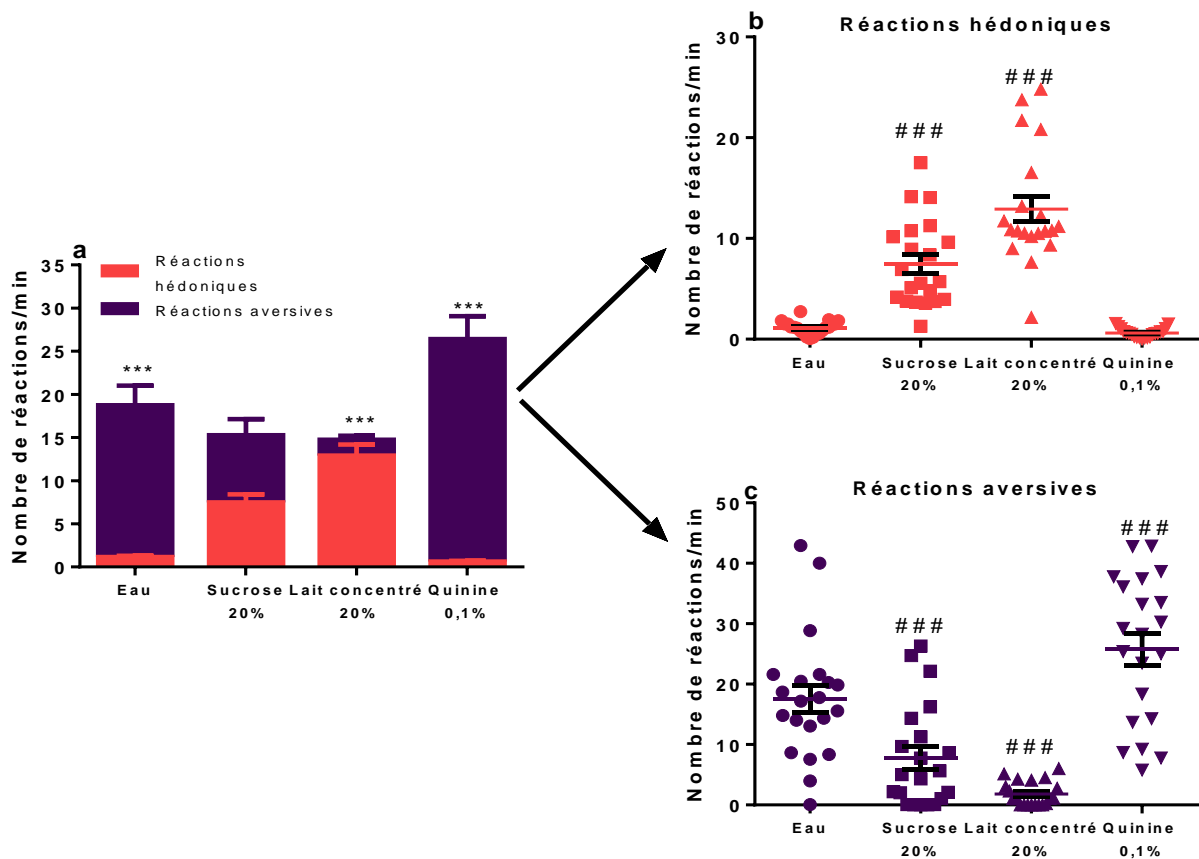 a
Nombre de réactions/min
35
30
25
20
15
10
5
0
Réactions
hédoniques
Réactions aversives
***
***
***
Eau
Sucrose
20%
Lait concentré
20%
Quinine
0,1%
b
Réactions hédoniques
Nombre de réactions/min
30
20
10
0
###
###
Eau
Sucrose
20%
Lait concentré
20%
Quinine
0,1%
c
Réactions aversives
Nombre de réactions/min
50
40
30
20
10
0
###
###
###
Eau
Sucrose
20%
Lait concentré
20%
Quinine
0,1%